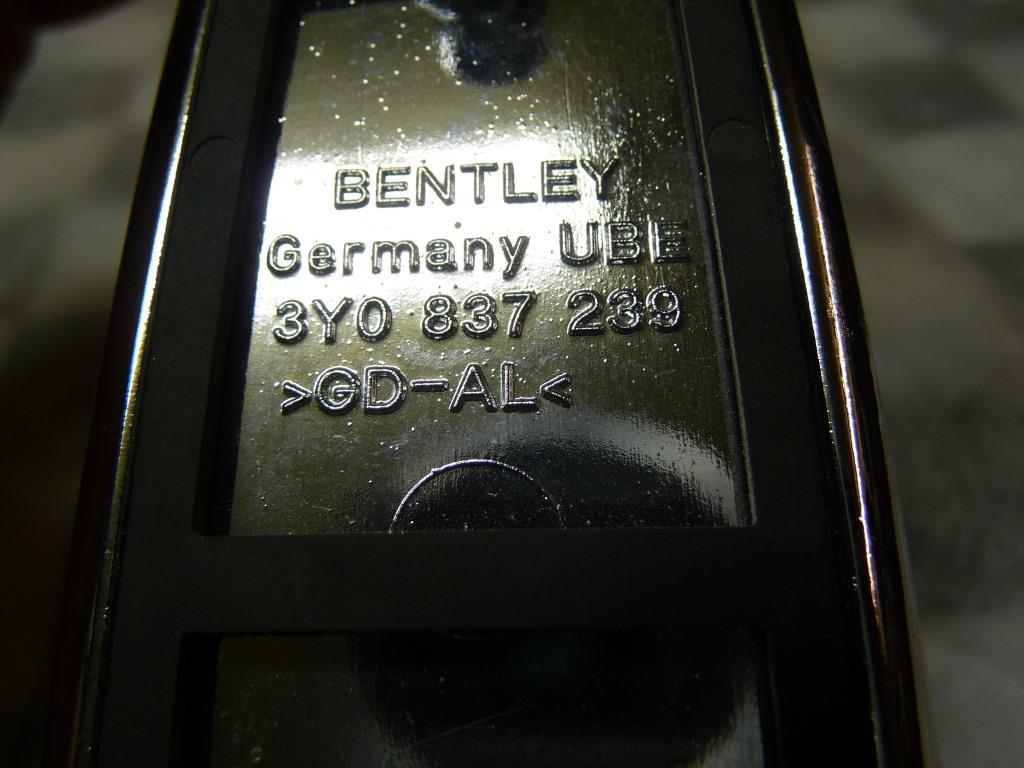 BENTLEY
Germany UBE
3Y0 837 239
>GD-AL<